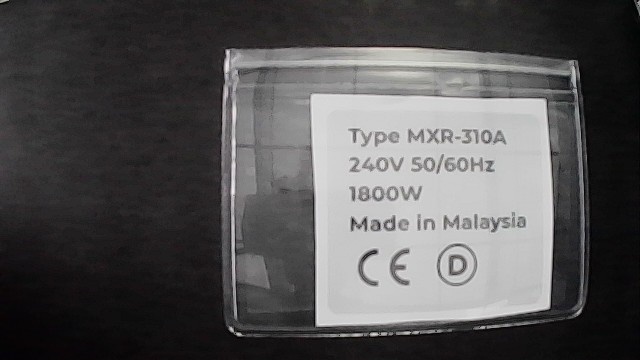 Type MXR-310A
240V 50/60Hz
1800W
Made in Malaysia
CE D